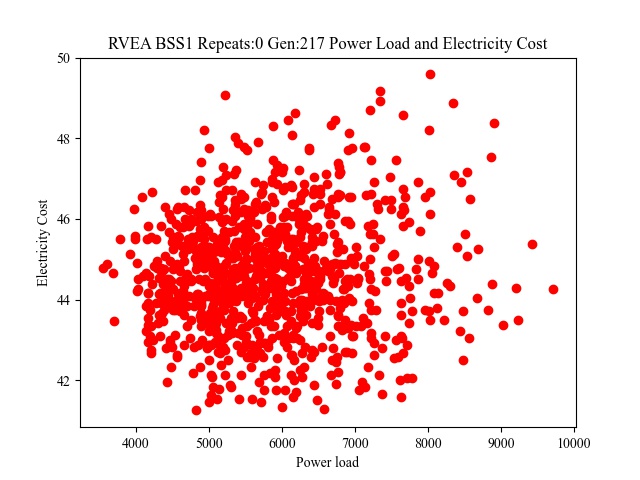 RVEA BSS1 Repeats:0 Gen:217 Power Load and Electricity Cost
50
48
46
44
42
Electricity Cost
4000 5000 6000 7000 8000 9000 10000
Power load